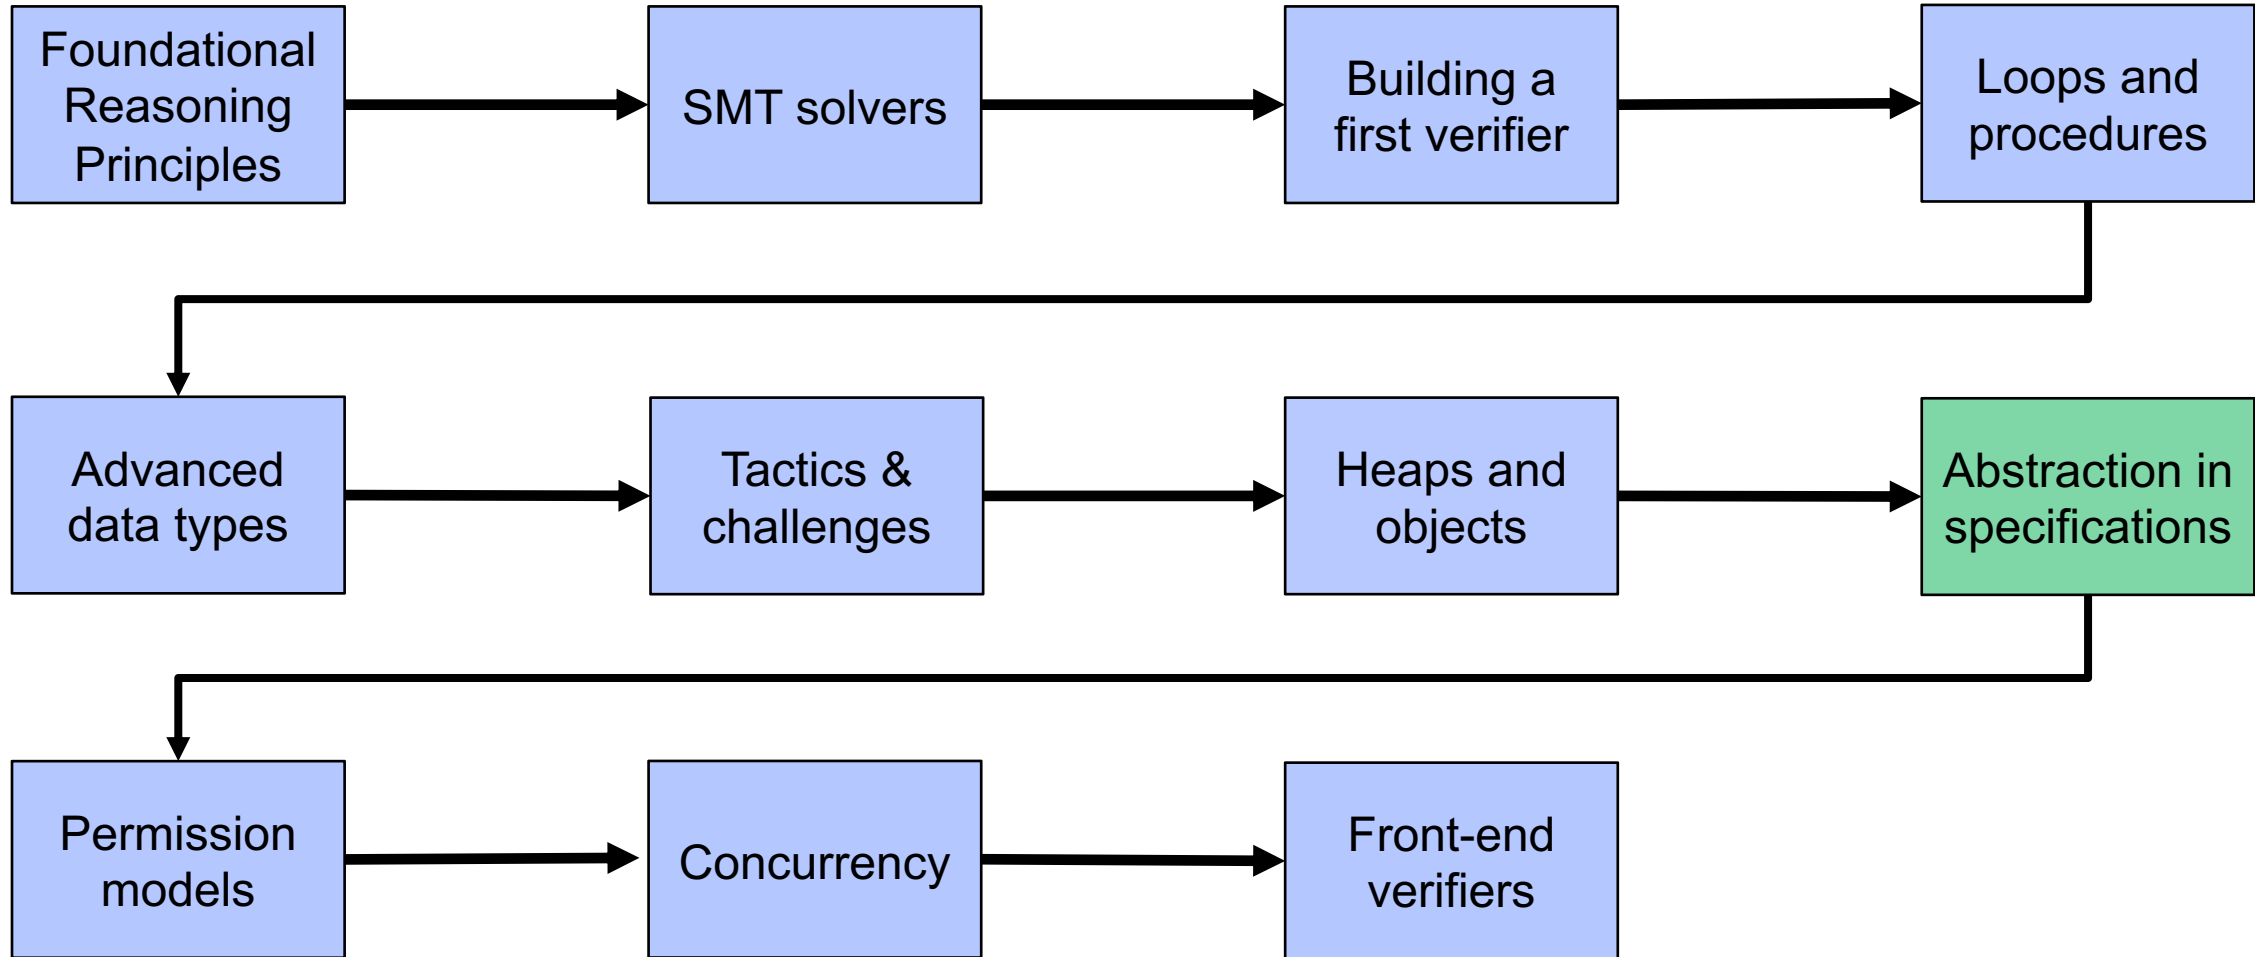 Foundational
Reasoning
Principles
SMT solvers
Building a
first verifier
Loops and
procedures
Advanced
data types
Tactics &
challenges
Heaps and
objects
Abstraction in
specifications
Permission
models
Concurrency
Front-end
verifiers